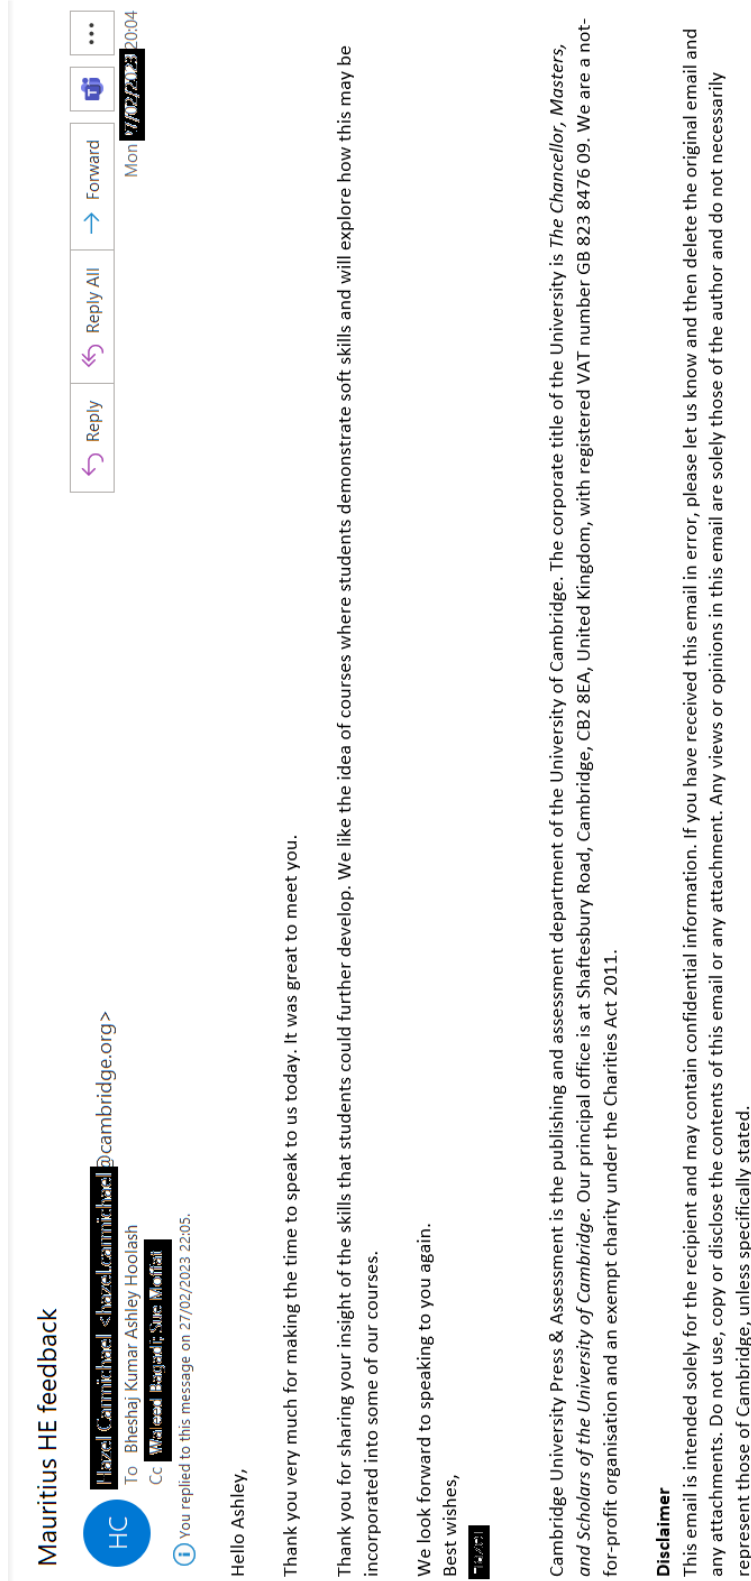 Mauritius HE feedback
HC
@cambridge.org>
Reply
Reply All
Forward
To Bheshaj Kumar Ashley Hoolash
Cc
Mon 20:04
You replied to this message on 27/02/2023 22:05.
Hello Ashley,
Thank you very much for making the time to speak to us today. It was great to meet you.
Thank you for sharing your insight of the skills that students could further develop. We like the idea of courses where students demonstrate soft skills and will explore how this may be
incorporated into some of our courses.
We look forward to speaking to you again.
Best wishes,
Cambridge University Press & Assessment is the publishing and assessment department of the University of Cambridge. The corporate title of the University is The Chancellor, Masters,
and Scholars of the University of Cambridge. Our principal office is at Shaftesbury Road, Cambridge, CB2 8EA, United Kingdom, with registered VAT number GB 823 8476 09. We are a not-
for-profit organisation and an exempt charity under the Charities Act 2011.
Disclaimer
This email is intended solely for the recipient and may contain confidential information. If you have received this email in error, please let us know and then delete the original email and
any attachments. Do not use, copy or disclose the contents of this email or any attachment. Any views or opinions in this email are solely those of the author and do not necessarily
represent those of Cambridge, unless specifically stated.